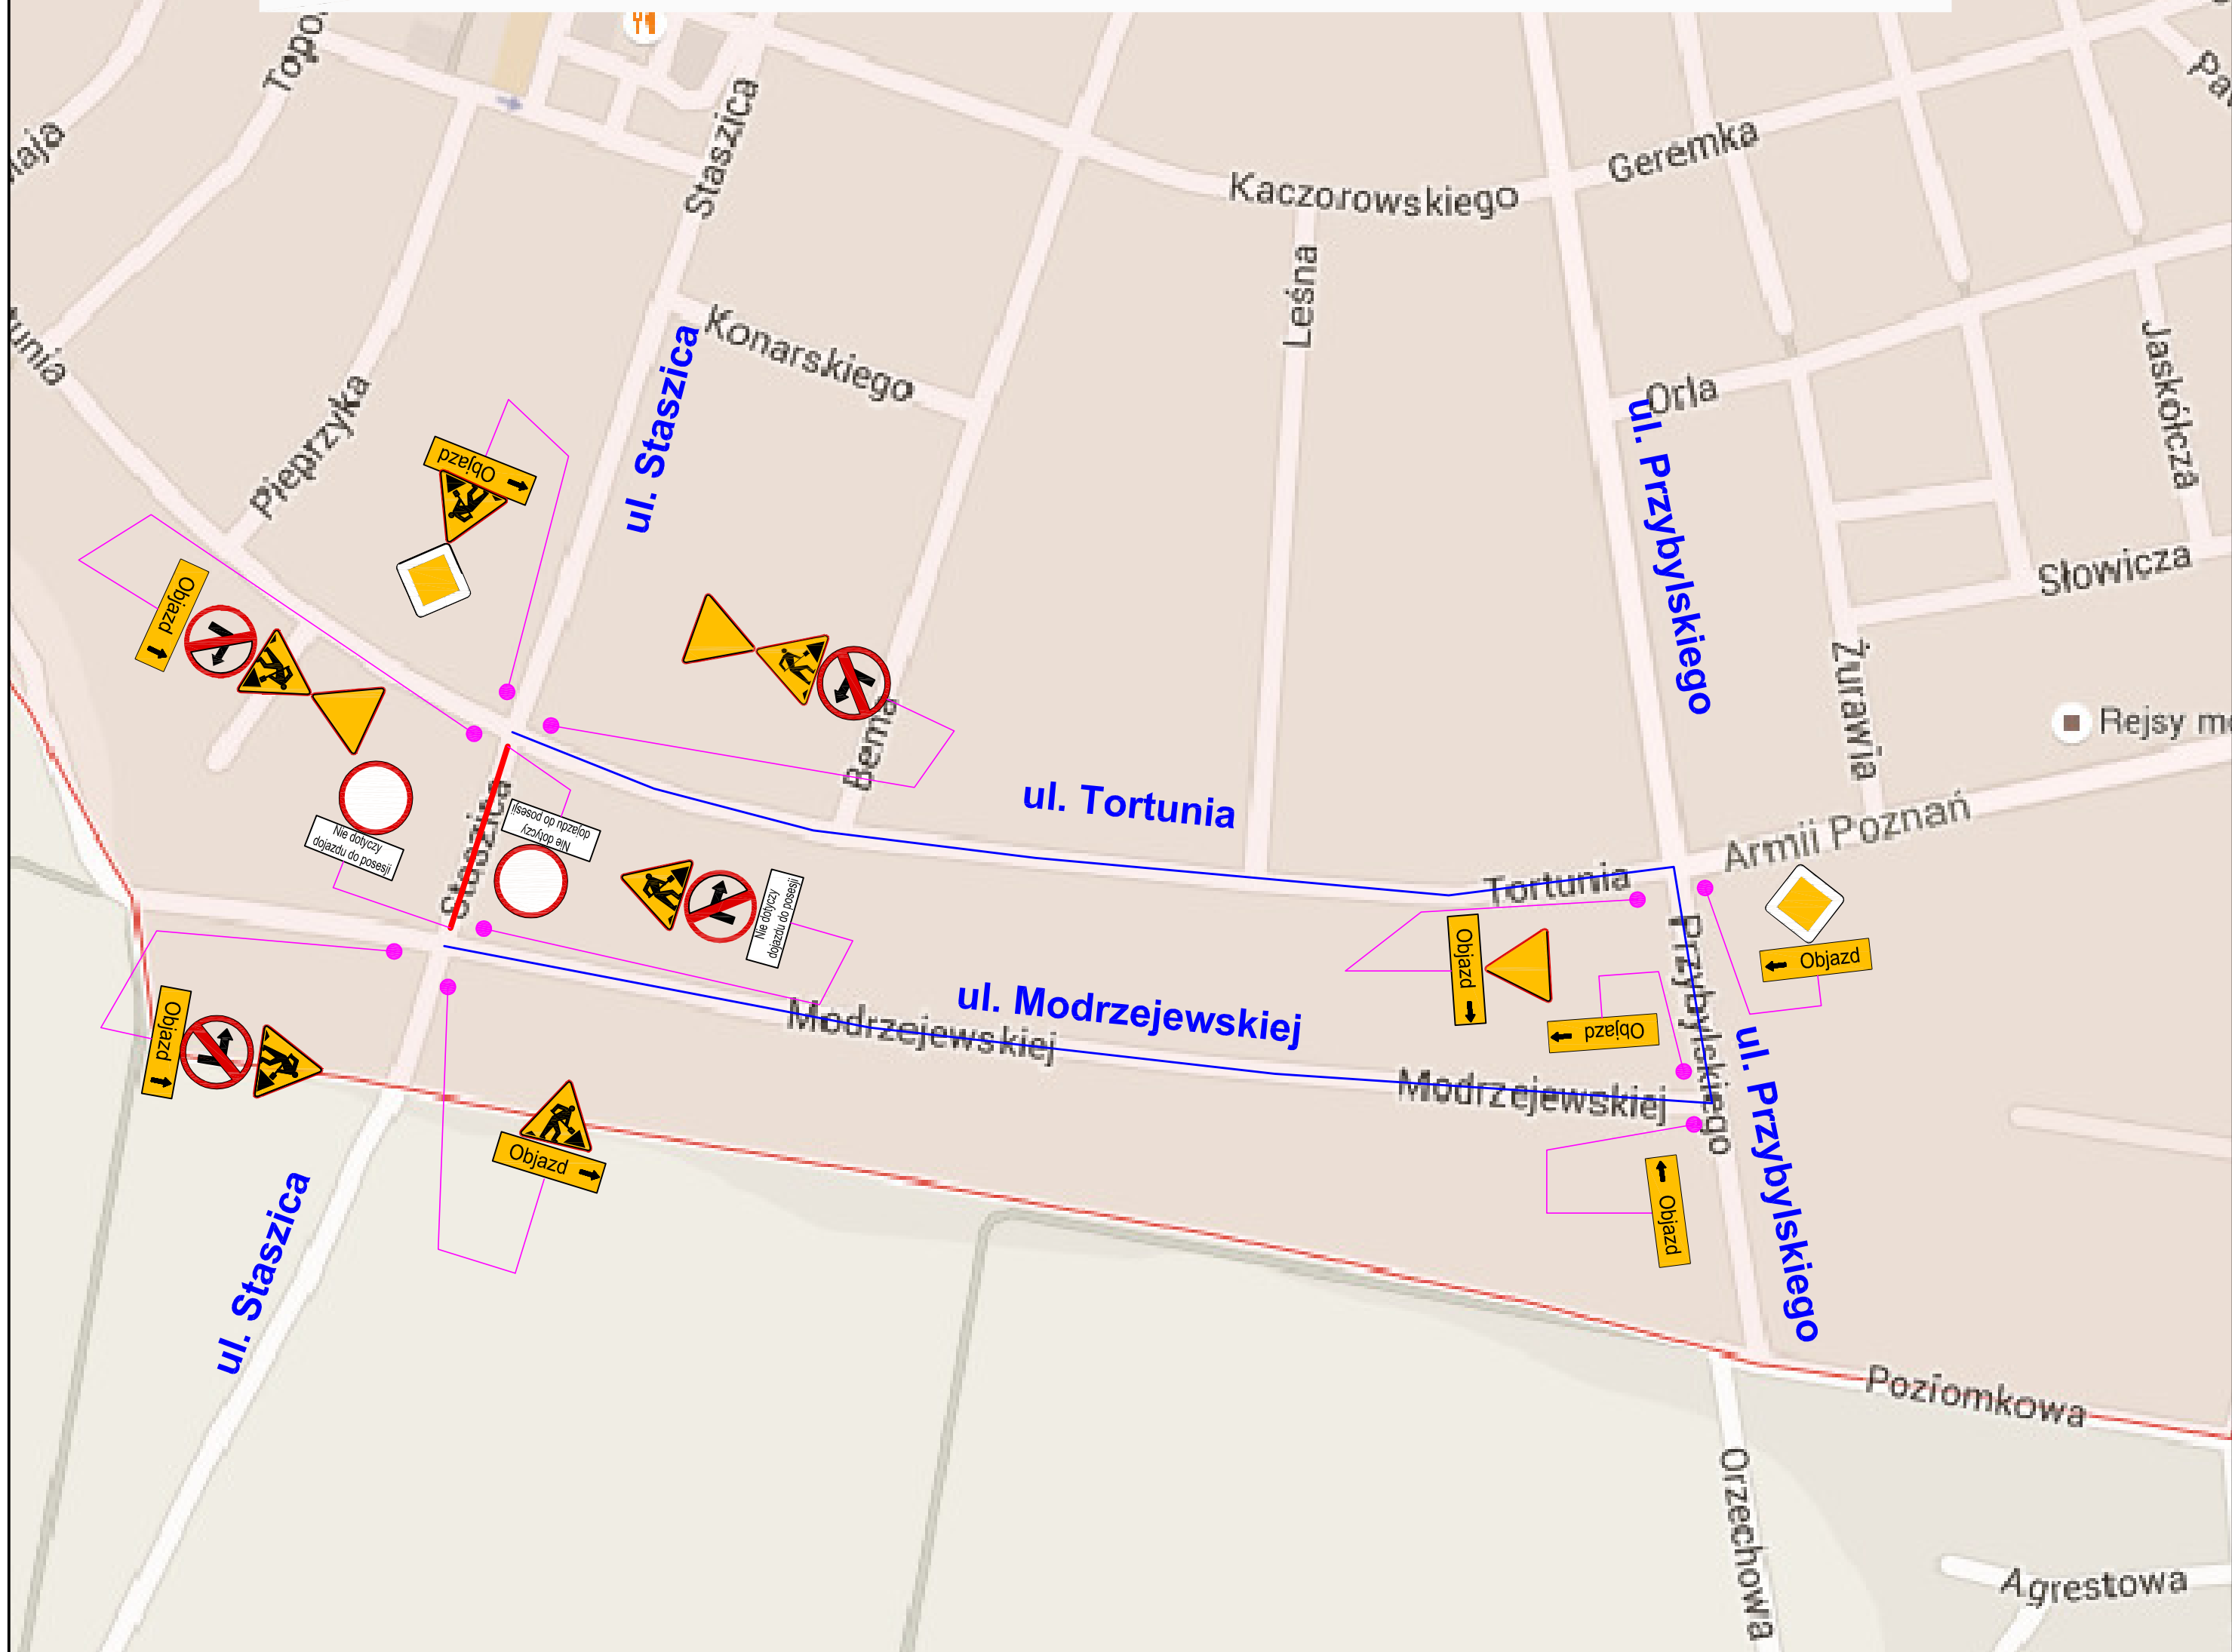 Staszica
Geremka
Kaczorowskiego
Leśna
Konarskiego
ul. Staszica
Pieprzyka
Orla
ul. Przybylskiego
Jaskółcza
Objazd
Słowicza
Objazd
Żurawia
Rejsy
Bema
ul. Tortunia
Armii Poznań
Staszica
Nie dotyczy
dojazdu do posesji
Nie dotyczy
dojazdu do posesji
Nie dotyczy
dojazdu do posesji
Tortunia
Objazd
Objazd
Objazd
Przybylskiego
ul. Modrzejewskiej
Modrzejewskiej
Modrzejewskiej
Objazd
Objazd
Objazd
ul. Przybylskiego
ul. Staszica
Poziomkowa
Orzechowa
Agrestowa